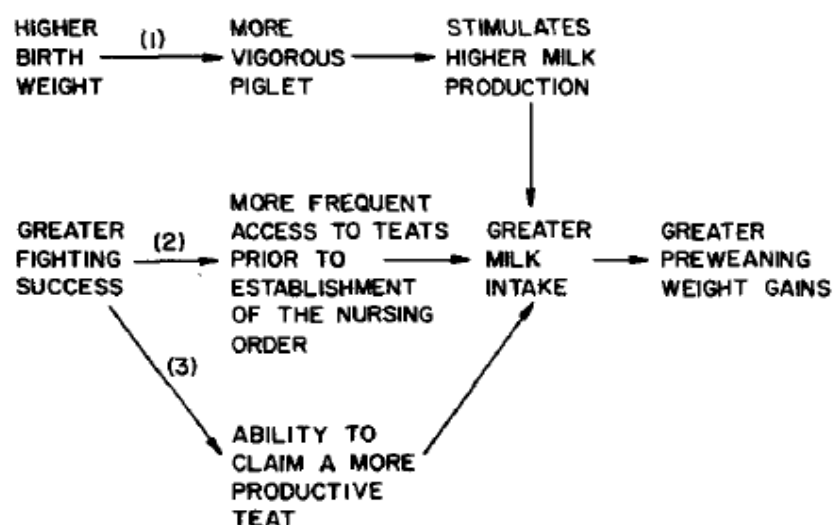 HIGHER
BIRTH
WEIGHT
(1)
MORE
VIGOROUS
PIGLET
STIMULATES
HIGHER MILK
PRODUCTION
GREATER
FIGHTING
SUCCESS
(2)
MORE FREQUENT
ACCESS TO TEATS
PRIOR TO
ESTABLISHMENT
OF THE NURSING
ORDER
GREATER
MILK
INTAKE
GREATER
PREWEANING
WEIGHT GAINS
(3)
ABILITY TO
CLAIM A MORE
PRODUCTIVE
TEAT